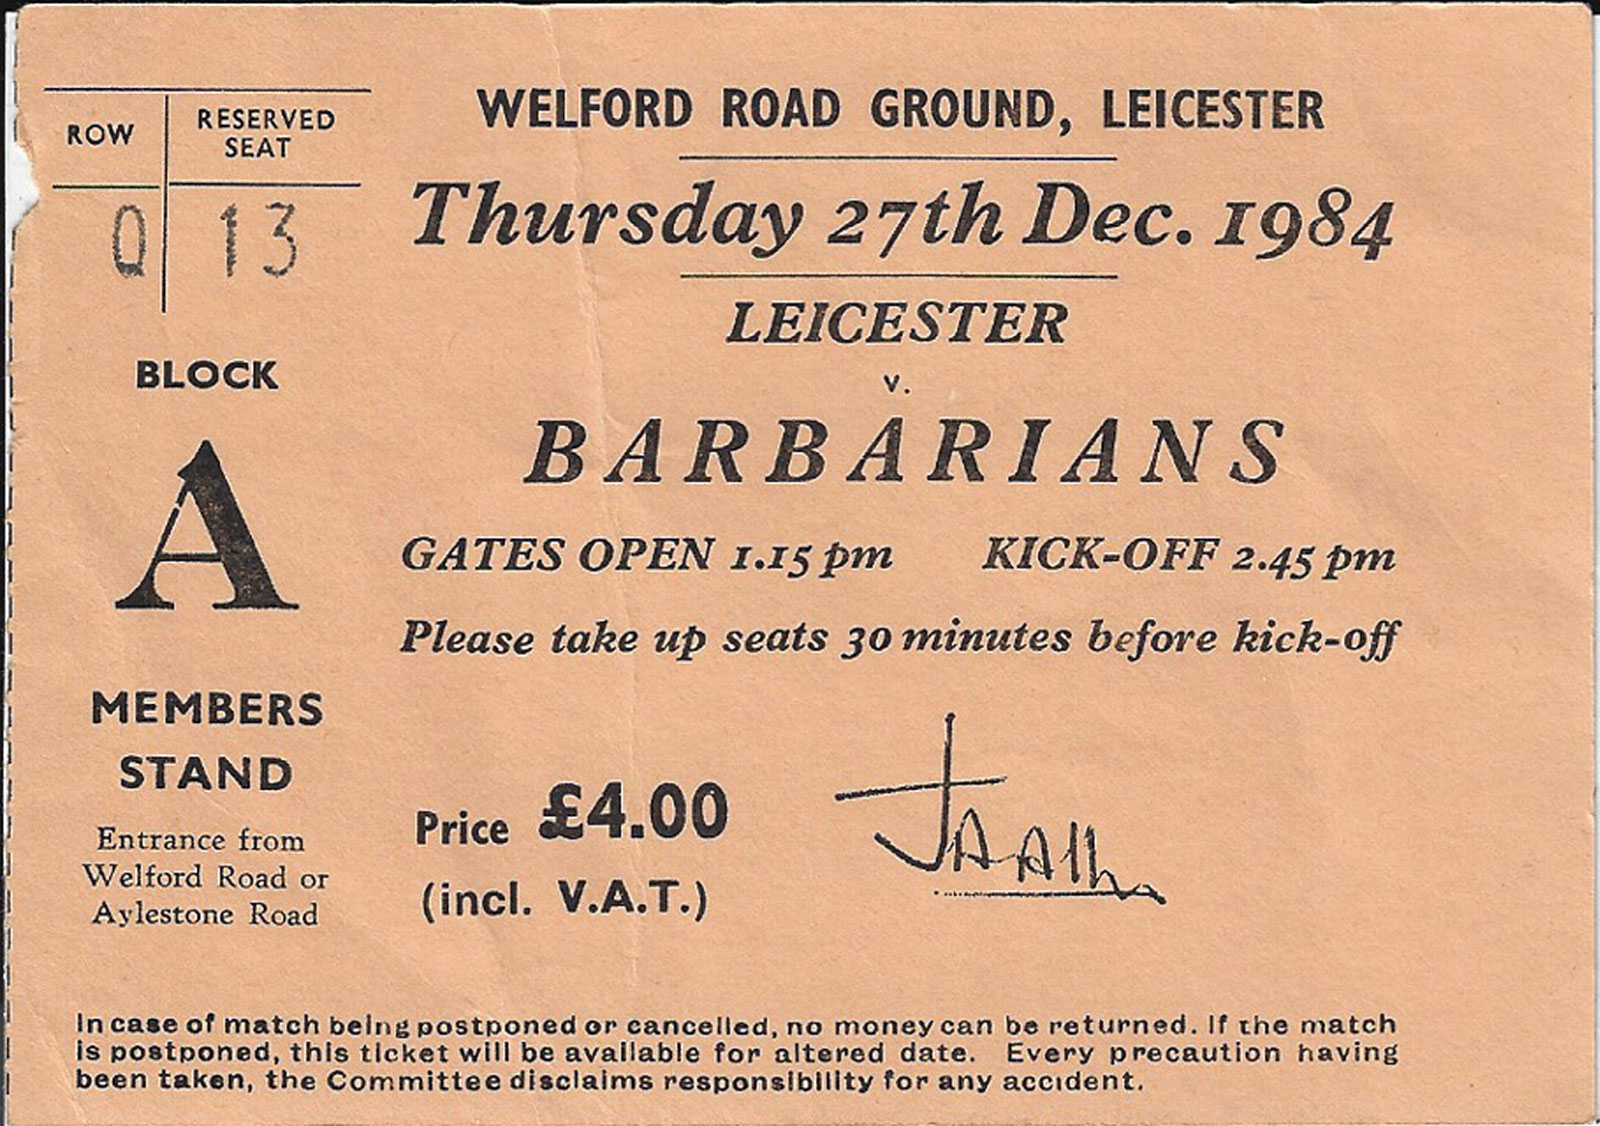 ROW
RESERVED
SEAT
Q
13
BLOCK
A
MEMBERS
STAND
Entrance from
Welford Road or
Aylestone Road
WELFORD ROAD GROUND, LEICESTER
Thursday 27th Dec. 1984
LEICESTER
v.
BARBARIANS
GATES OPEN 1.15 pm KICK-OFF 2.45 pm
Please take up seats 30 minutes before kick-off
Price £4.00
(incl. V.A.T.)
In case of match being postponed or cancelled, no money can be returned. If the match
is postponed, this ticket will be available for altered date. Every precaution having
been taken, the Committee disclaims responsibility for any accident.